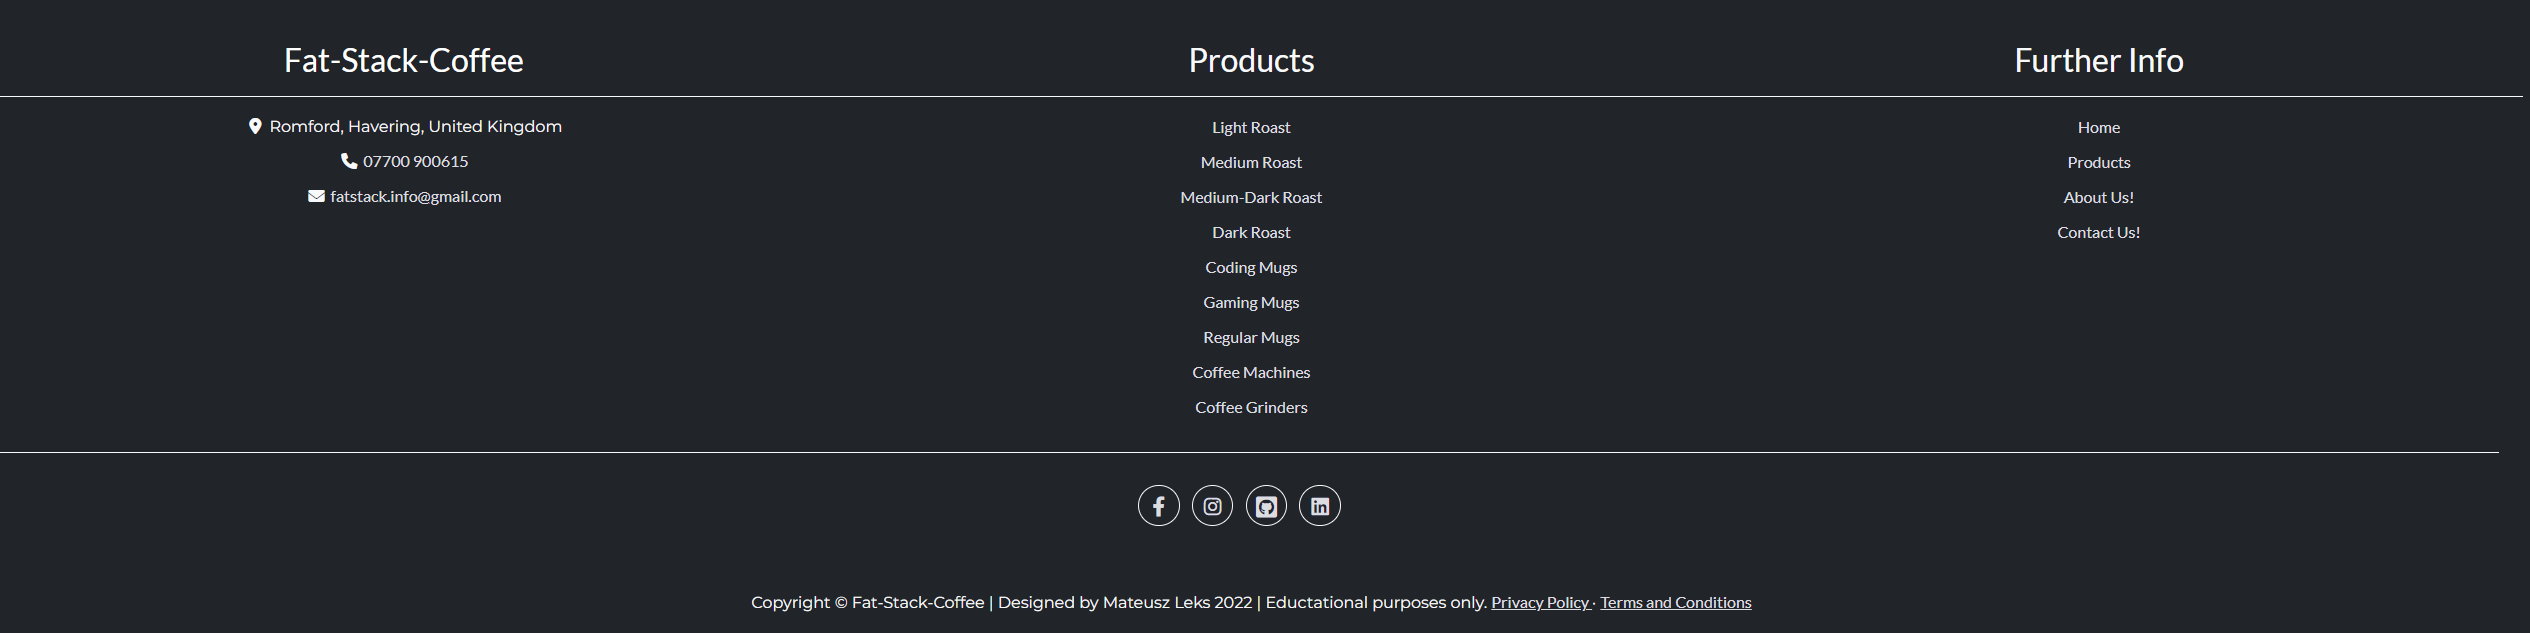 Fat-Stack-Coffee
Romford, Havering, United Kingdom
07700 900615
fatstack.info@gmail.com
Products
Light Roast
Medium Roast
Medium-Dark Roast
Dark Roast
Coding Mugs
Gaming Mugs
Regular Mugs
Coffee Machines
Coffee Grinders
Further Info
Home
Products
About Us!
Contact Us!
Copyright © Fat-Stack-Coffee | Designed by Mateusz Leks 2022 | Eductational purposes only. Privacy Policy · Terms and Conditions